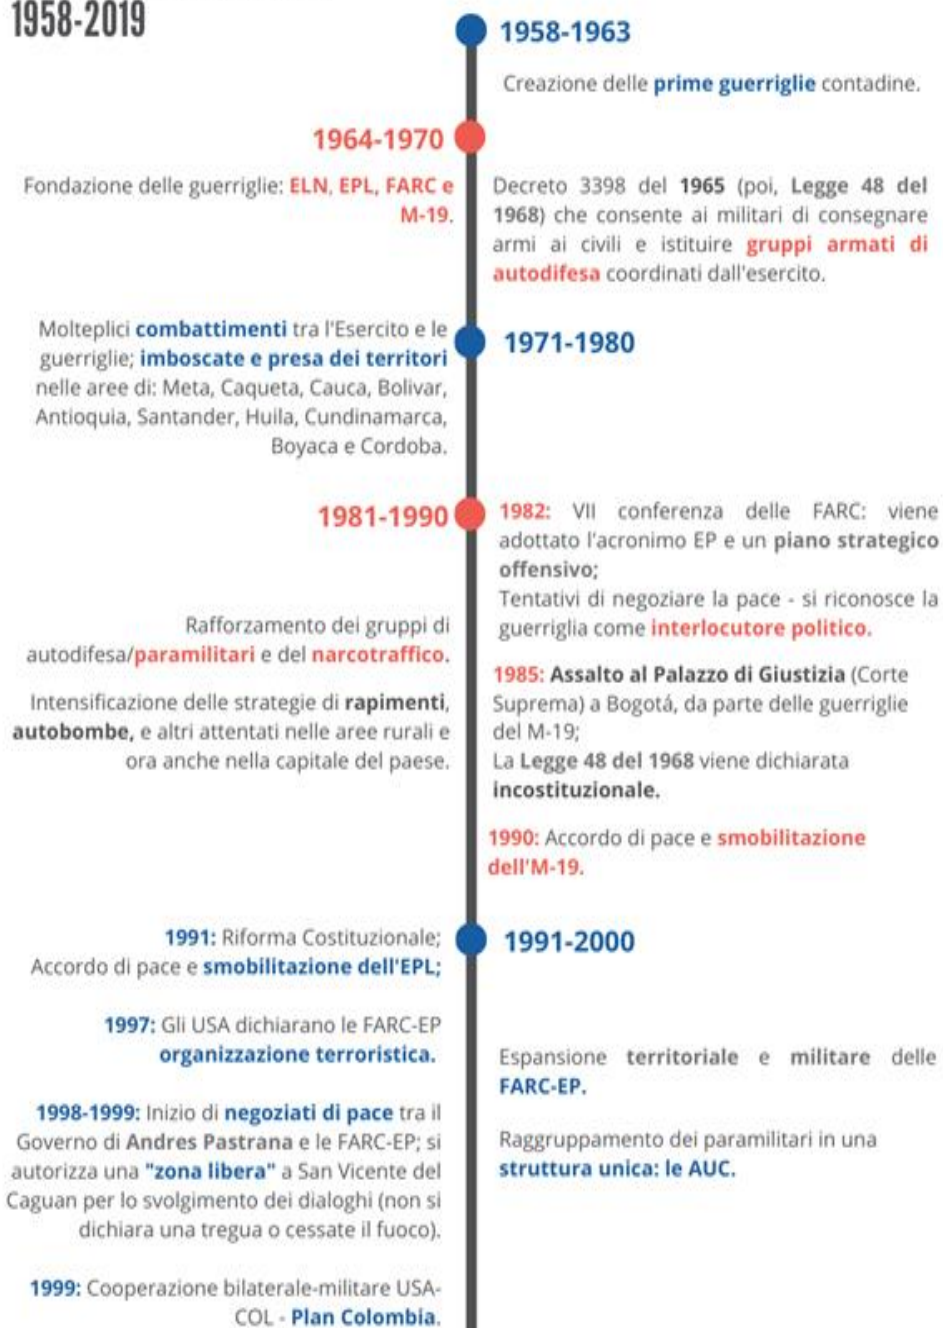 1958-2019
1958-1963
Creazione delle prime guerriglie contadine.
1964-1970
Fondazione delle guerriglie: ELN, EPL, FARC e
M-19.
Decreto 3398 del 1965 (poi, Legge 48 del
1968) che consente ai militari di consegnare
armi ai civili e istituire gruppi armati di
autodifesa coordinati dall'esercito.
1971-1980
Molteplici combattimenti tra l'Esercito e le
guerriglie; imboscate e presa dei territori
nelle aree di: Meta, Caqueta, Cauca, Bolivar,
Antioquia, Santander, Huila, Cundinamarca,
Boyaca e Cordoba.
1981-1990
Rafforzamento dei gruppi di
autodifesa/paramilitari e del narcotraffico.
Intensificazione delle strategie di rapimenti,
autobombe, e altri attentati nelle aree rurali e
ora anche nella capitale del paese.
1982: VII conferenza delle FARC: viene
adottato l'acronimo EP e un piano strategico
offensivo;
Tentativi di negoziare la pace - si riconosce la
guerriglia come interlocutore politico.
1985: Assalto al Palazzo di Giustizia (Corte
Suprema) a Bogotá, da parte delle guerriglie
del M-19;
La Legge 48 del 1968 viene dichiarata
incostituzionale.
1990: Accordo di pace e smobilitazione
dell'M-19.
1991-2000
1991: Riforma Costituzionale;
Accordo di pace e smobilitazione dell'EPL;
1997: Gli USA dichiarano le FARC-EP
organizzazione terroristica.
1998-1999: Inizio di negoziati di pace tra il
Governo di Andres Pastrana e le FARC-EP; si
autorizza una "zona libera" a San Vicente del
Caguan per lo svolgimento dei dialoghi (non si
dichiara una tregua o cessate il fuoco).
1999: Cooperazione bilaterale-militare USA-
COL - Plan Colombia.
Espansione territoriale e militare delle
FARC-EP.
Raggruppamento dei paramilitari in una
struttura unica: le AUC.